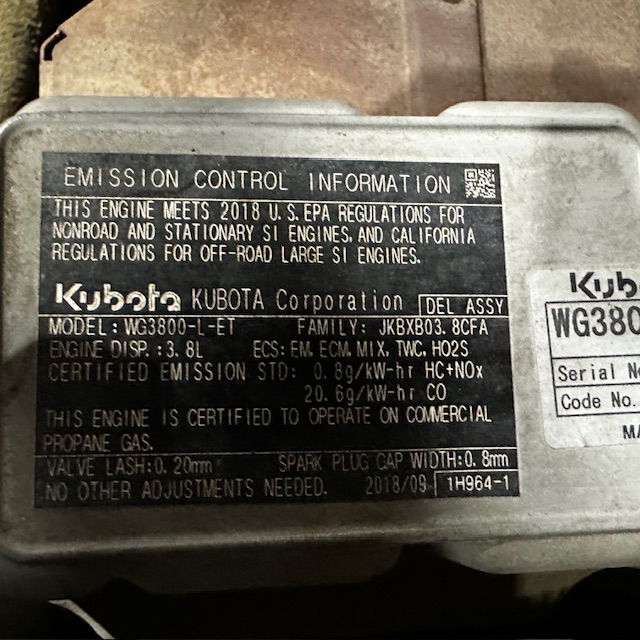 EMISSION CONTROL INFORMATION
THIS ENGINE MEETS 2018 U.S. EPA REGULATIONS FOR
NONROAD AND STATIONARY SI ENGINES, AND CALIFORNIA
REGULATIONS FOR OFF-ROAD LARGE SI ENGINES.
Kubota KUBOTA Corporation DEL ASSY
MODEL: WG3800-L-ET FAMILY: JKBXB03.8CFA
ENGINE DISP.: 3.8L ECS: EM, ECM, MIX, TWC, HO2S
CERTIFIED EMISSION STD: 0.8g/kW-hr HC+NOx
20.6g/kW-hr CO
THIS ENGINE IS CERTIFIED TO OPERATE ON COMMERCIAL
PROPANE GAS.
VALVE LASH: 0.20mm SPARK PLUG GAP WIDTH: 0.8mm
NO OTHER ADJUSTMENTS NEEDED. 2018/09 1H964-1
Kub
WG380
Serial No
Code No.
MA